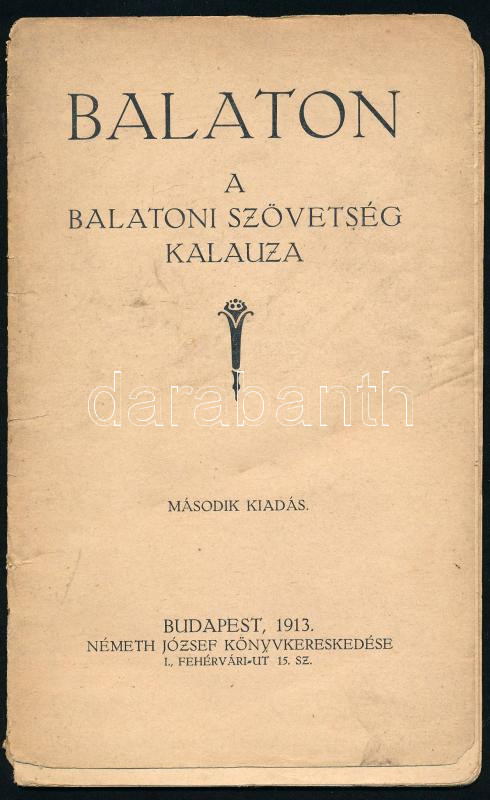 BALATON
A
BALATONI SZÖVETSÉG
KALAUZA
darabanth
MÁSODIK KIADÁS.
BUDAPEST, 1913.
NÉMETH JÓZSEF KÖNYVKERESKEDÉSE
I., FEHÉRVÁRI-UT 15. SZ.